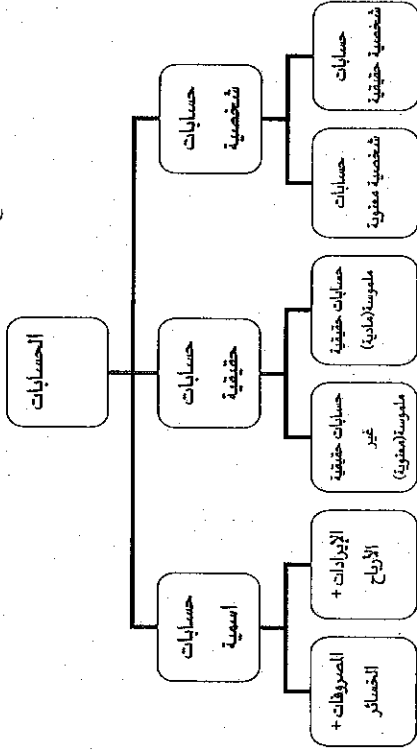 الحسابات
حسابات
شخصية
حسابات
حقيقية
حسابات
اسمية
حسابات
شخصية حقيقية
حسابات
شخصية معنوية
حسابات حقيقية
ملموسة(مادية)
حسابات حقيقية
غير
ملموسة(معنوية)
الإيرادات +
الأرباح
المصروفات +
الخسائر